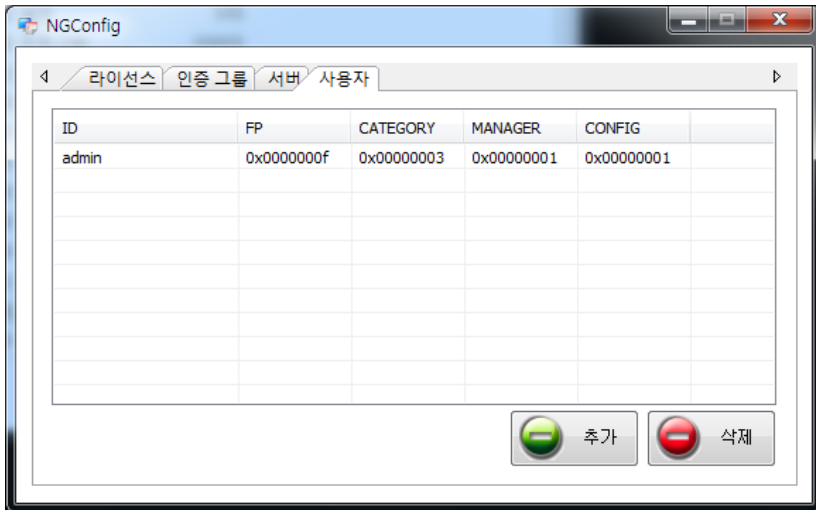 NGConfig
라이선스 인증 그룹 서버 사용자
ID FP CATEGORY MANAGER CONFIG
admin 0x0000000f 0x00000003 0x00000001 0x00000001
추가 삭제